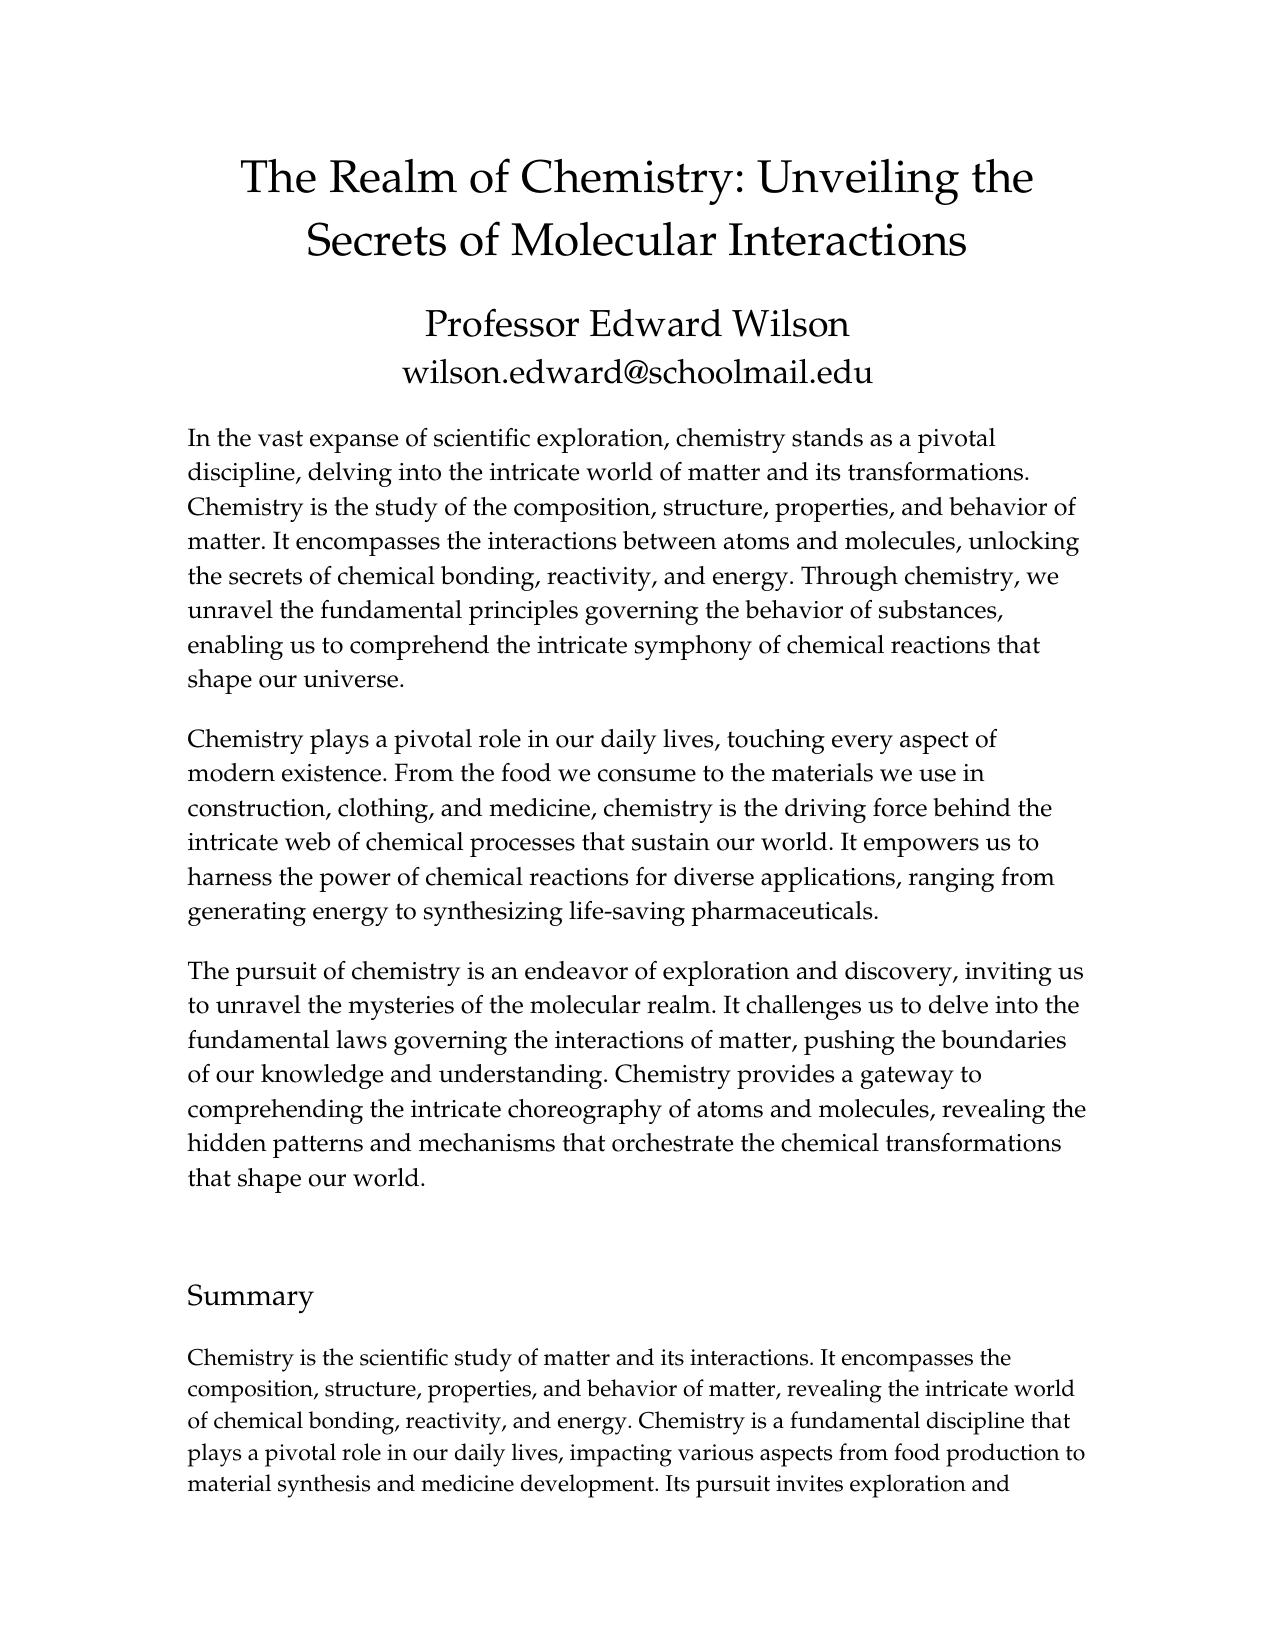 The Realm of Chemistry: Unveiling the
Secrets of Molecular Interactions
Professor Edward Wilson
wilson.edward@schoolmail.edu
In the vast expanse of scientific exploration, chemistry stands as a pivotal
discipline, delving into the intricate world of matter and its transformations.
Chemistry is the study of the composition, structure, properties, and behavior of
matter. It encompasses the interactions between atoms and molecules, unlocking
the secrets of chemical bonding, reactivity, and energy. Through chemistry, we
unravel the fundamental principles governing the behavior of substances,
enabling us to comprehend the intricate symphony of chemical reactions that
shape our universe.
Chemistry plays a pivotal role in our daily lives, touching every aspect of
modern existence. From the food we consume to the materials we use in
construction, clothing, and medicine, chemistry is the driving force behind the
intricate web of chemical processes that sustain our world. It empowers us to
harness the power of chemical reactions for diverse applications, ranging from
generating energy to synthesizing life-saving pharmaceuticals.
The pursuit of chemistry is an endeavor of exploration and discovery, inviting us
to unravel the mysteries of the molecular realm. It challenges us to delve into the
fundamental laws governing the interactions of matter, pushing the boundaries
of our knowledge and understanding. Chemistry provides a gateway to
comprehending the intricate choreography of atoms and molecules, revealing the
hidden patterns and mechanisms that orchestrate the chemical transformations
that shape our world.
Summary
Chemistry is the scientific study of matter and its interactions. It encompasses the
composition, structure, properties, and behavior of matter, revealing the intricate world
of chemical bonding, reactivity, and energy. Chemistry is a fundamental discipline that
plays a pivotal role in our daily lives, impacting various aspects from food production to
material synthesis and medicine development. Its pursuit invites exploration and